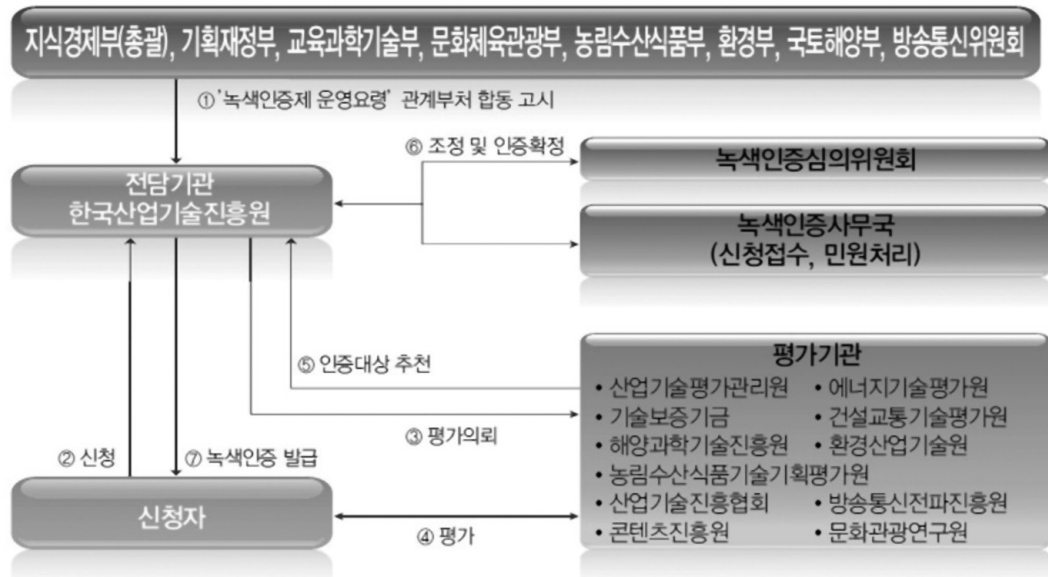 지식경제부(총괄), 기획재정부, 교육과학기술부, 문화체육관광부, 농림수산식품부, 환경부, 국토해양부, 방송통신위원회
①'녹색인증제 운영요령' 관계부처 합동 고시
⑥ 조정 및 인증확정
녹색인증심의위원회
전담기관
한국산업기술진흥원
녹색인증사무국
(신청접수, 민원처리)
⑤ 인증대상 추천
③ 평가의뢰
② 신청
⑦ 녹색인증 발급
신청자
④ 평가
평가기관
• 산업기술평가관리원 • 에너지기술평가원
• 기술보증기금 • 건설교통기술평가원
• 해양과학기술진흥원 • 환경산업기술원
• 농림수산식품기술기획평가원
• 산업기술진흥협회 • 방송통신전파진흥원
• 콘텐츠진흥원 • 문화관광연구원